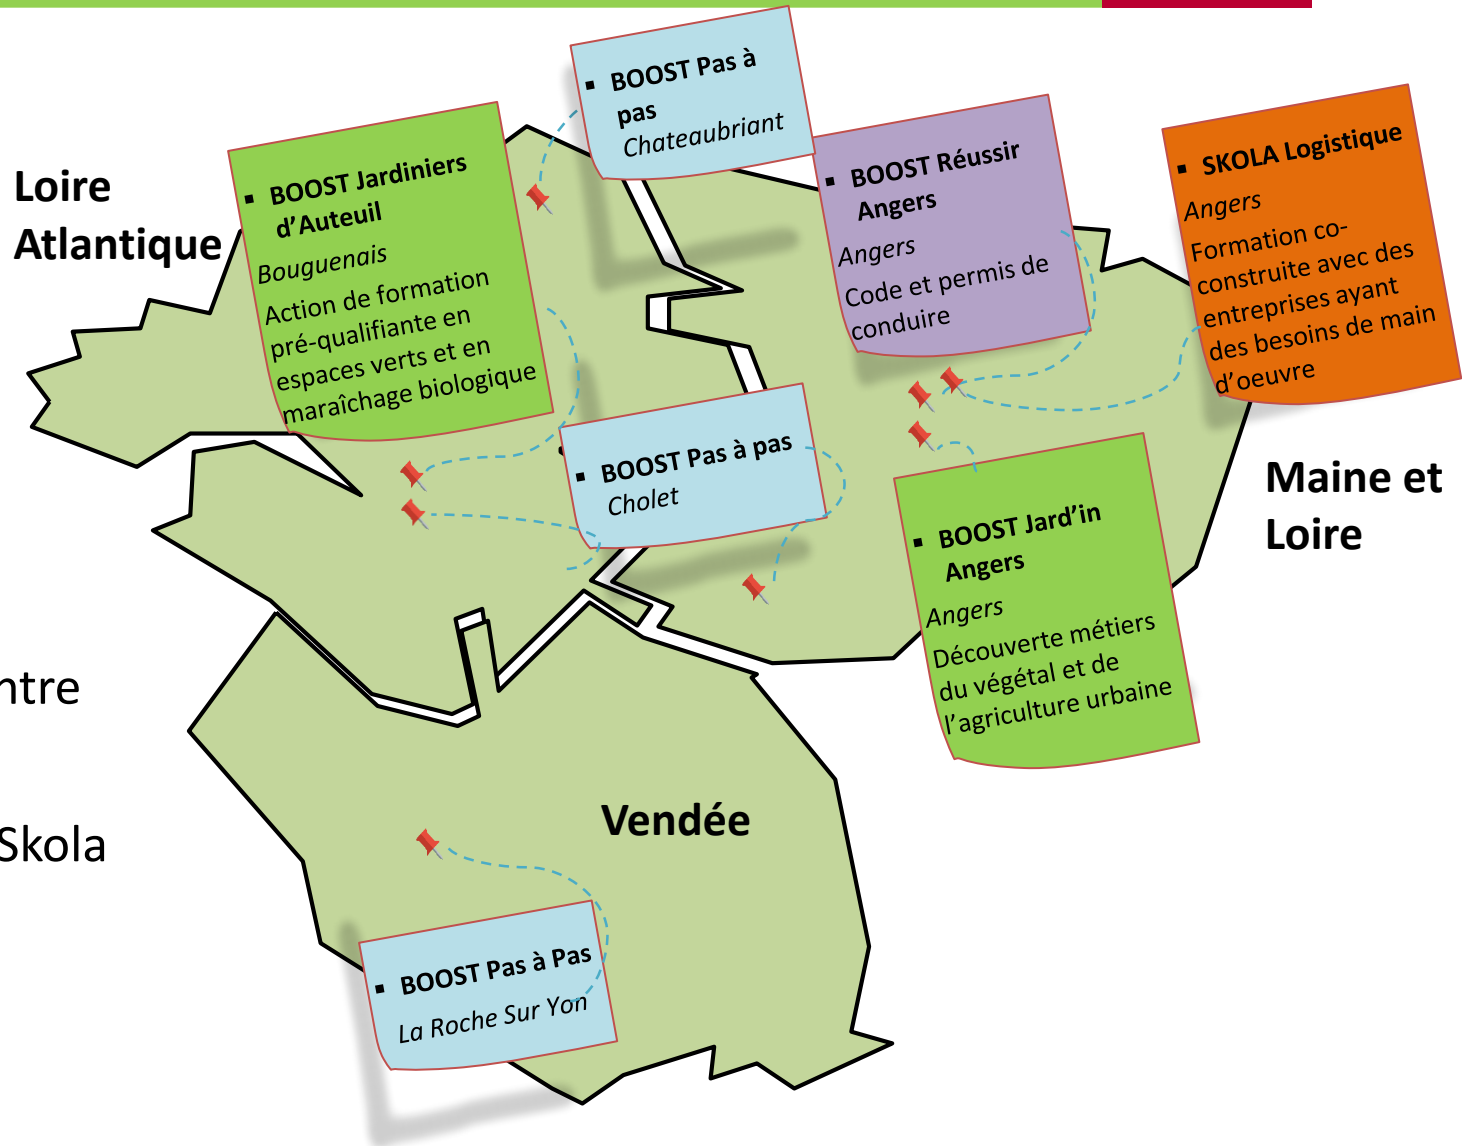 BOOST Pas à
pas
Chateaubriant
Loire
Atlantique
BOOST Jardiniers
d’Auteuil
Bouguenais
Action de formation
pré-qualifiante en
espaces verts et en
maraîchage biologique
BOOST Réussir
Angers
Angers
Code et permis de
conduire
SKOLA Logistique
Angers
Formation co-
construite avec des
entreprises ayant
des besoins de main
d’oeuvre
BOOST Pas à pas
Cholet
Maine et
Loire
BOOST Jard’in
Angers
Angers
Découverte métiers
du végétal et de
l’agriculture urbaine
ntre
Skola
Vendée
BOOST Pas à Pas
La Roche Sur Yon